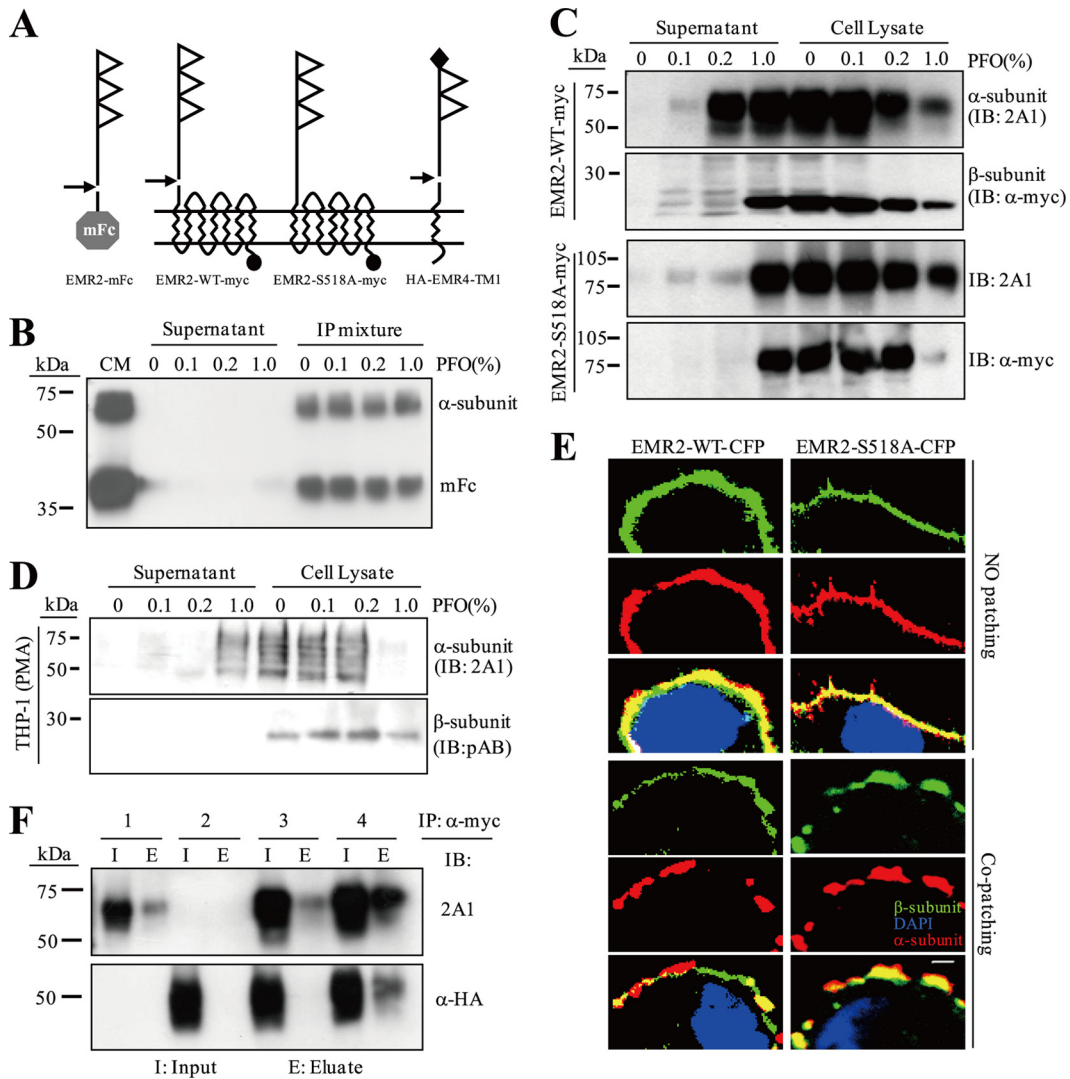 A
mFc
EMR2-mFc EMR2-WT-myc EMR2-S518A-myc HA-EMR4-TM1
B
Supernatant IP mixture
kDa CM 0 0.1 0.2 1.0 0 0.1 0.2 1.0 PFO(%)
75
50
35
α-subunit
mFc
C
Supernatant Cell Lysate
kDa 0 0.1 0.2 1.0 0 0.1 0.2 1.0 PFO(%)
EMR2-WT-myc
75
50
α-subunit
(IB: 2A1)
30
β-subunit
(IB: α-myc)
EMR2-S518A-myc
105
75
IB: 2A1
105
75
IB: α-myc
D
Supernatant Cell Lysate
kDa 0 0.1 0.2 1.0 0 0.1 0.2 1.0 PFO(%)
THP-1 (PMA)
75
50
α-subunit
(IB: 2A1)
30
β-subunit
(IB:pAB)
E
EMR2-WT-CFP EMR2-S518A-CFP
NO patching
Co-patching
β-subunit
DAPI
α-subunit
F
1 2 3 4 IP: α-myc
kDa I E I E I E I E IB:
75
50
2A1
50
α-HA
I: Input E: Eluate